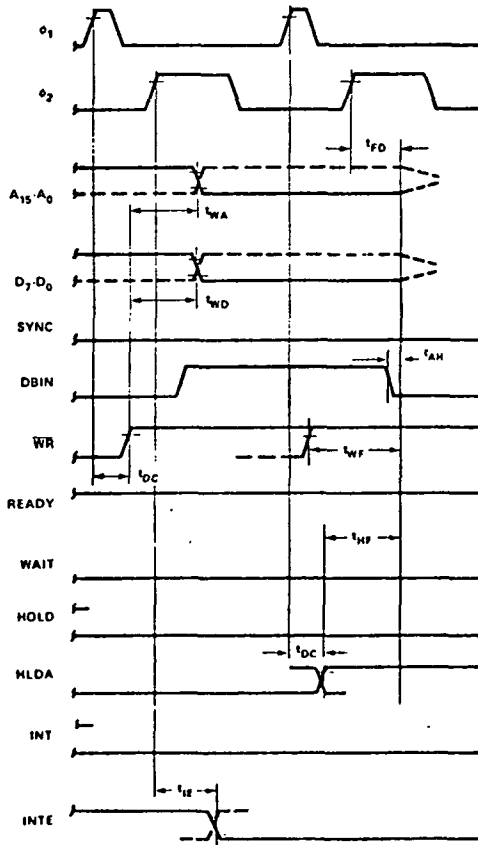 ϕ1
ϕ2
tFD
A15-A0
tWA
D7-D0
tWD
SYNC
tAH
DBIN
WR
tWF
tDC
READY
tHF
WAIT
HOLD
tDC
HLDA
INT
tIE
INTE